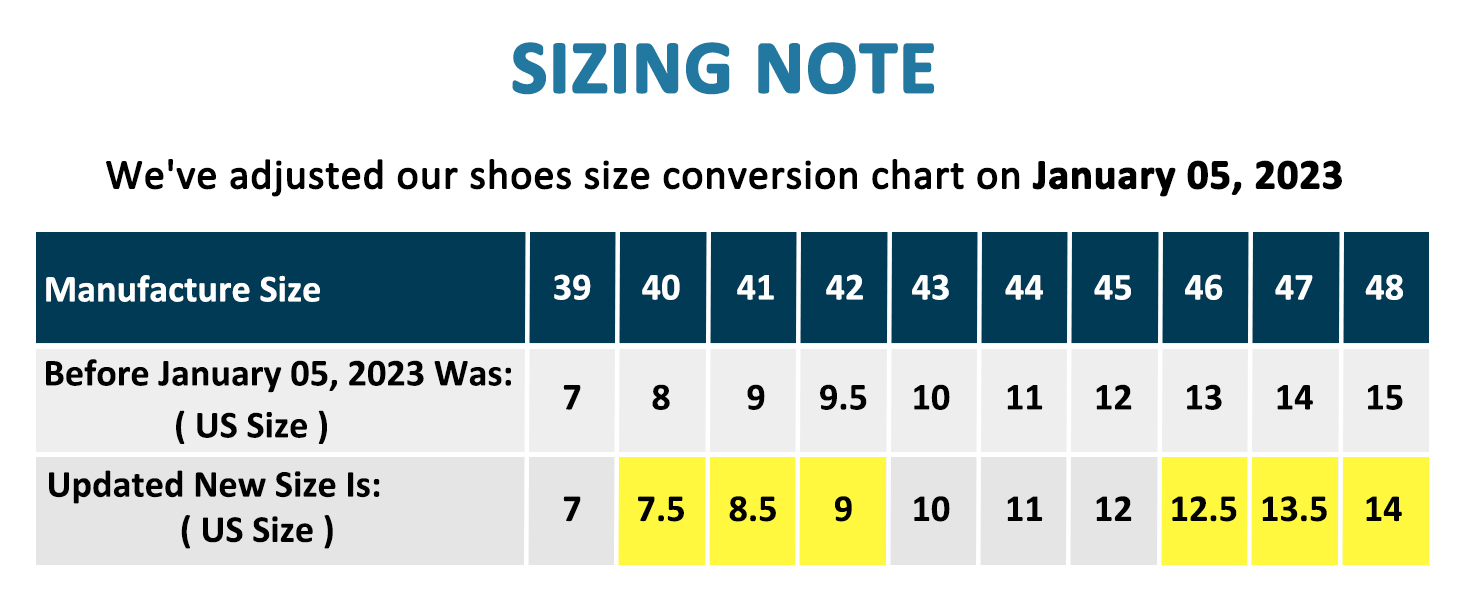 SIZING NOTE
We've adjusted our shoes size conversion chart on January 05, 2023
Manufacture Size 39 40 41 42 43 44 45 46 47 48
Before January 05, 2023 Was:
( US Size ) 7 8 9 9.5 10 11 12 13 14 15
Updated New Size Is:
( US Size ) 7 7.5 8.5 9 10 11 12 12.5 13.5 14